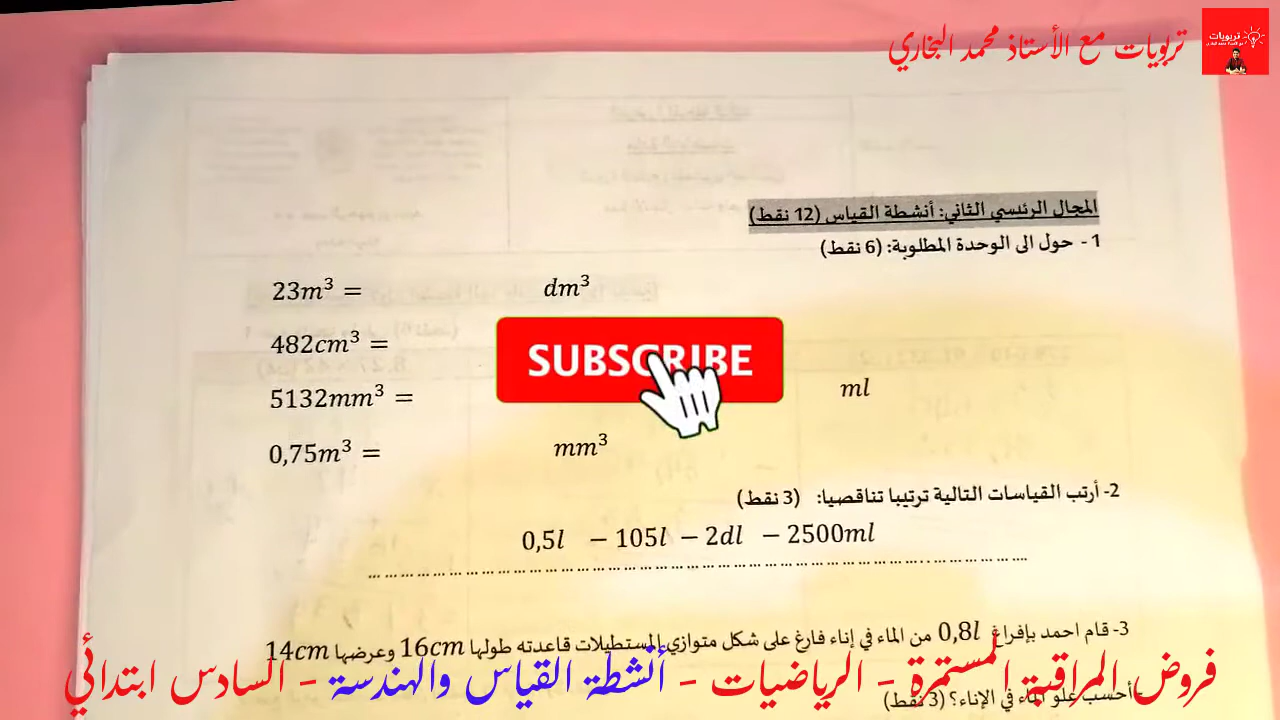 تربويات مع الأستاذ محمد البخاري
تربويات
المجال الرئيسي الثاني: أنشطة القياس (12 نقط)
1 - حول الى الوحدة المطلوبة: (6 نقط)
23m³ = dm³
482cm³ =
SUBSCRIBE
5132mm³ = ml
0,75m³ = mm³
2- أرتب القياسات التالية ترتيبا تناقصيا: (3 نقط)
0,5l – 105l – 2dl – 2500ml
3- قام احمد بإفراغ 0,8l من الماء في إناء فارغ على شكل متوازي المستطيلات قاعدته طولها 16cm وعرضها 14cm
فروض المراقبة المستمرة - الرياضيات - أنشطة القياس والهندسة - السادس ابتدائي
أحسب علو الماء في الإناء؟ (3 نقط)